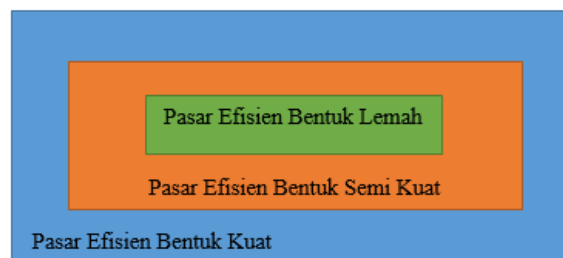 Pasar Efisien Bentuk Lemah
Pasar Efisien Bentuk Semi Kuat
Pasar Efisien Bentuk Kuat